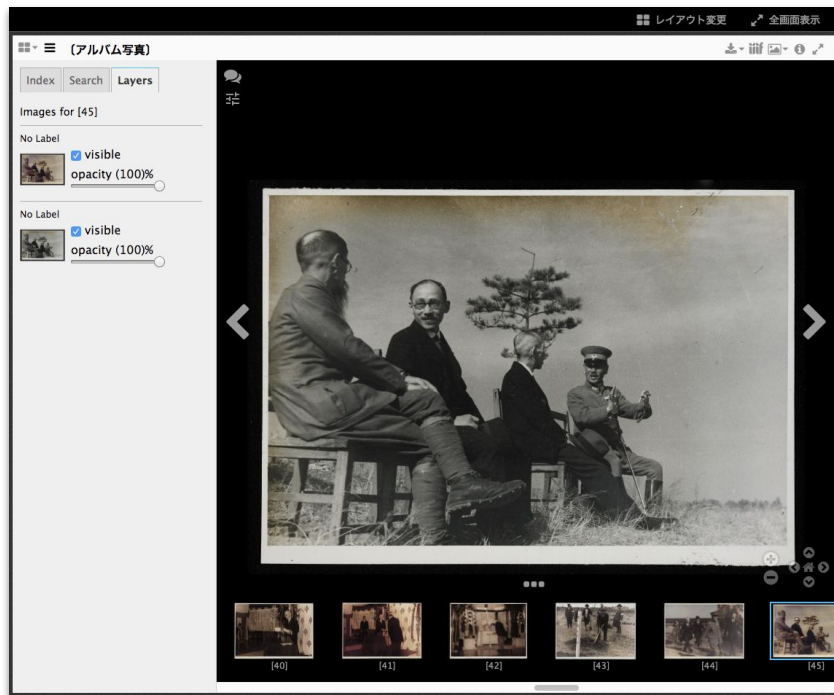 レイアウト変更 全画面表示
〔アルバム写真〕
Index Search Layers
Images for [45]
No Label
visible
opacity (100)%
No Label
visible
opacity (100)%
[40] [41] [42] [43] [44] [45]